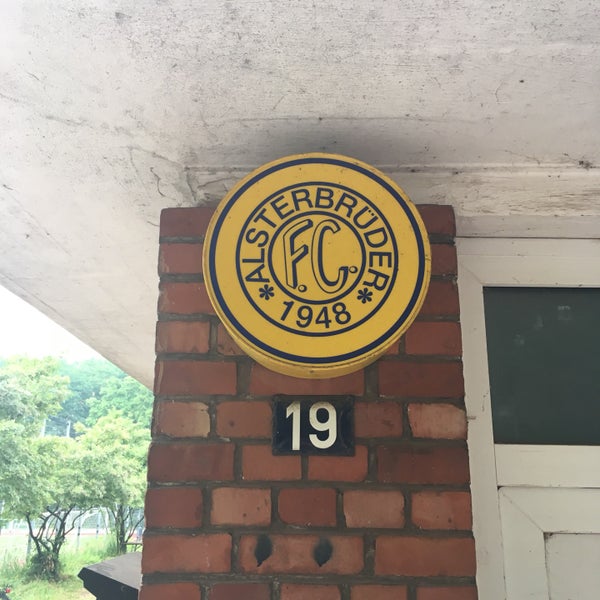 ALSTERBRÜDER
F.C.
* 1948 *
19